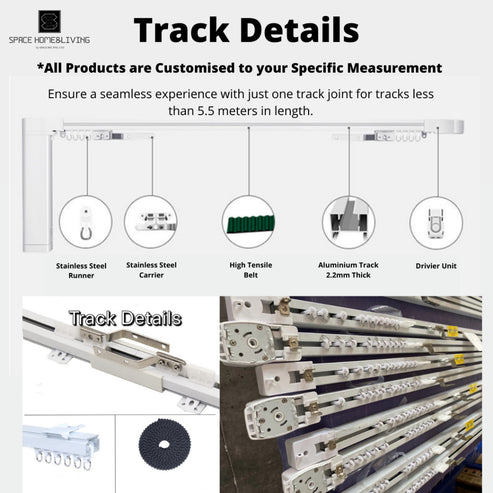 SPACE HOME&LIVING
Track Details
*All Products are Customised to your Specific Measurement
Ensure a seamless experience with just one track joint for tracks less
than 5.5 meters in length.
Stainless Steel
Runner
Stainless Steel
Carrier
High Tensile
Belt
Aluminium Track
2.2mm Thick
Drivier Unit
Track Details